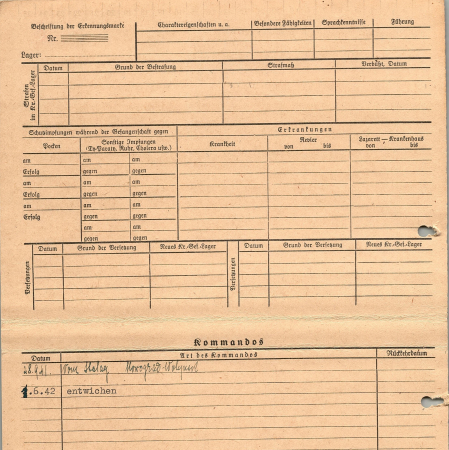 Beschriftung der Erkennungsmarke
Nr.
Lager:
Charaktereigenschaften u. a.
Besondere Fähigkeiten
Sprachkenntnisse
Führung
Strafen im Kr.-Gef.-Lager
Datum
Grund der Bestrafung
Strafmaß
Verbüßt, Datum
Schutzimpfungen während der Gefangenschaft gegen
Erkrankungen
Pocken
Sonstige Impfungen
(Ty-Paraty, Ruhr, Cholera usw.)
Krankheit
Revier
von bis
Lazarett — Krankenhaus
von bis
am am am
Erfolg gegen gegen
am am am
Erfolg gegen gegen
am am am
Erfolg gegen gegen
am am
gegen gegen
Versetzungen
Datum
Grund der Versetzung
Neues Kr.-Gef.-Lager
Versetzungen
Datum
Grund der Versetzung
Neues Kr.-Gef.-Lager
Kommandos
Datum
Art des Kommandos
Rückkehrdatum
Vom Stalag
.6.42 entwichen